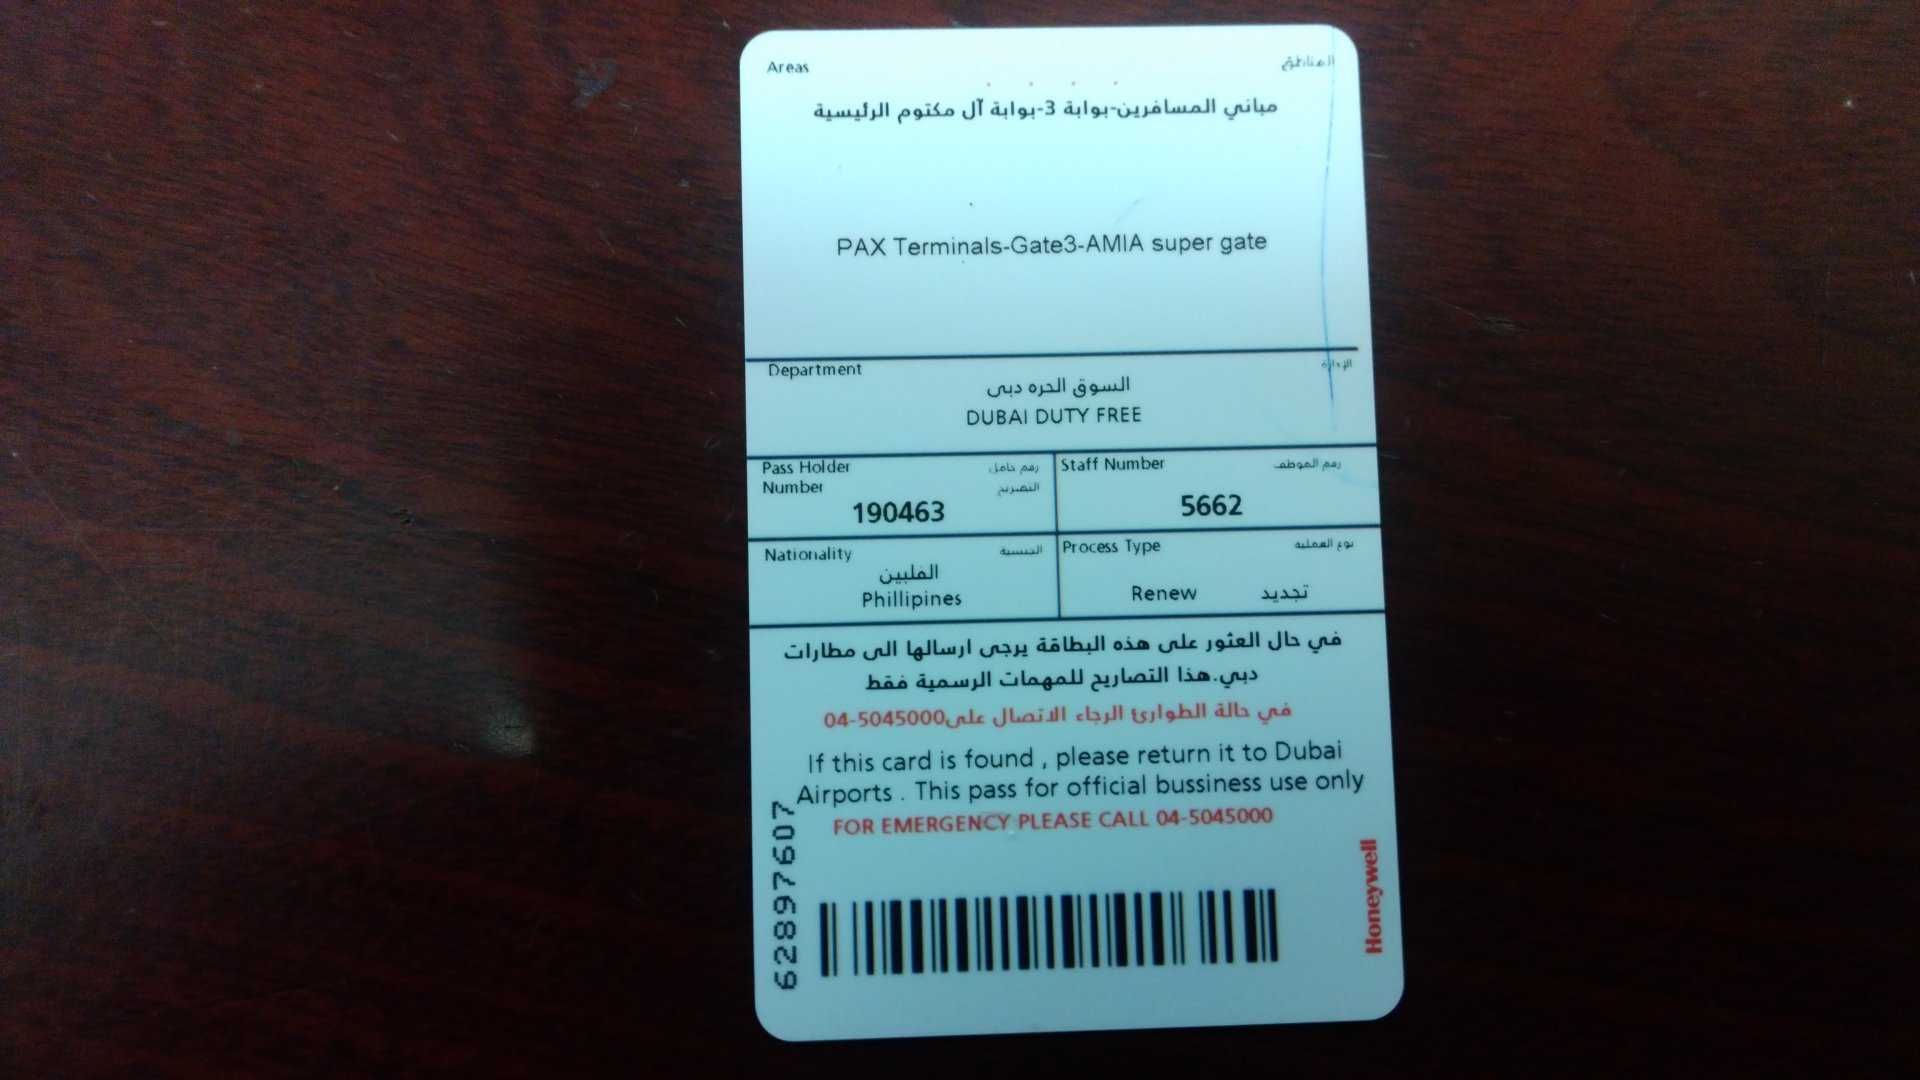 Areas
المناطق
مباني المسافرين-بوابة 3-بوابة آل مكتوم الرئيسية
PAX Terminals-Gate3-AMIA super gate
Department
الإدارة
السوق الحره دبى
DUBAI DUTY FREE
Pass Holder
Number
رقم حامل
التصريح
190463
Staff Number
رقم الموظف
5662
Nationality
الجنسية
الفلبين
Phillipines
Process Type
نوع العملية
Renew تجديد
في حال العثور على هذه البطاقة يرجى ارسالها الى مطارات
دبي.هذا التصاريح للمهمات الرسمية فقط
في حالة الطوارئ الرجاء الاتصال على04-5045000
If this card is found , please return it to Dubai
Airports . This pass for official bussiness use only
FOR EMERGENCY PLEASE CALL 04-5045000
62897607
Honeywell